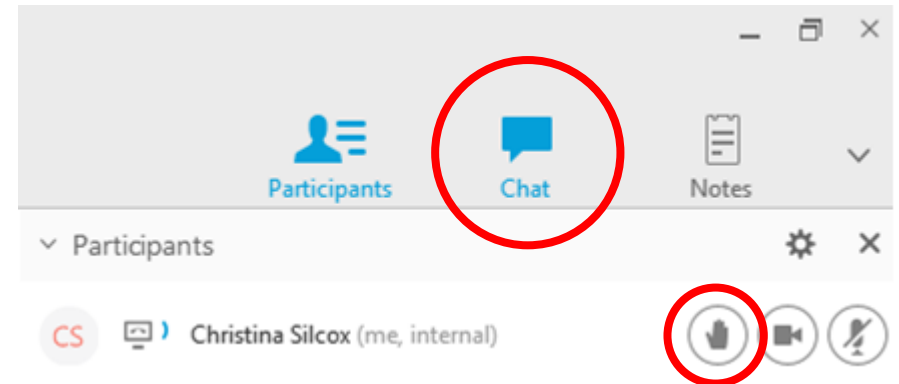 Participants Chat Notes
Participants
CS Christina Silcox (me, internal)